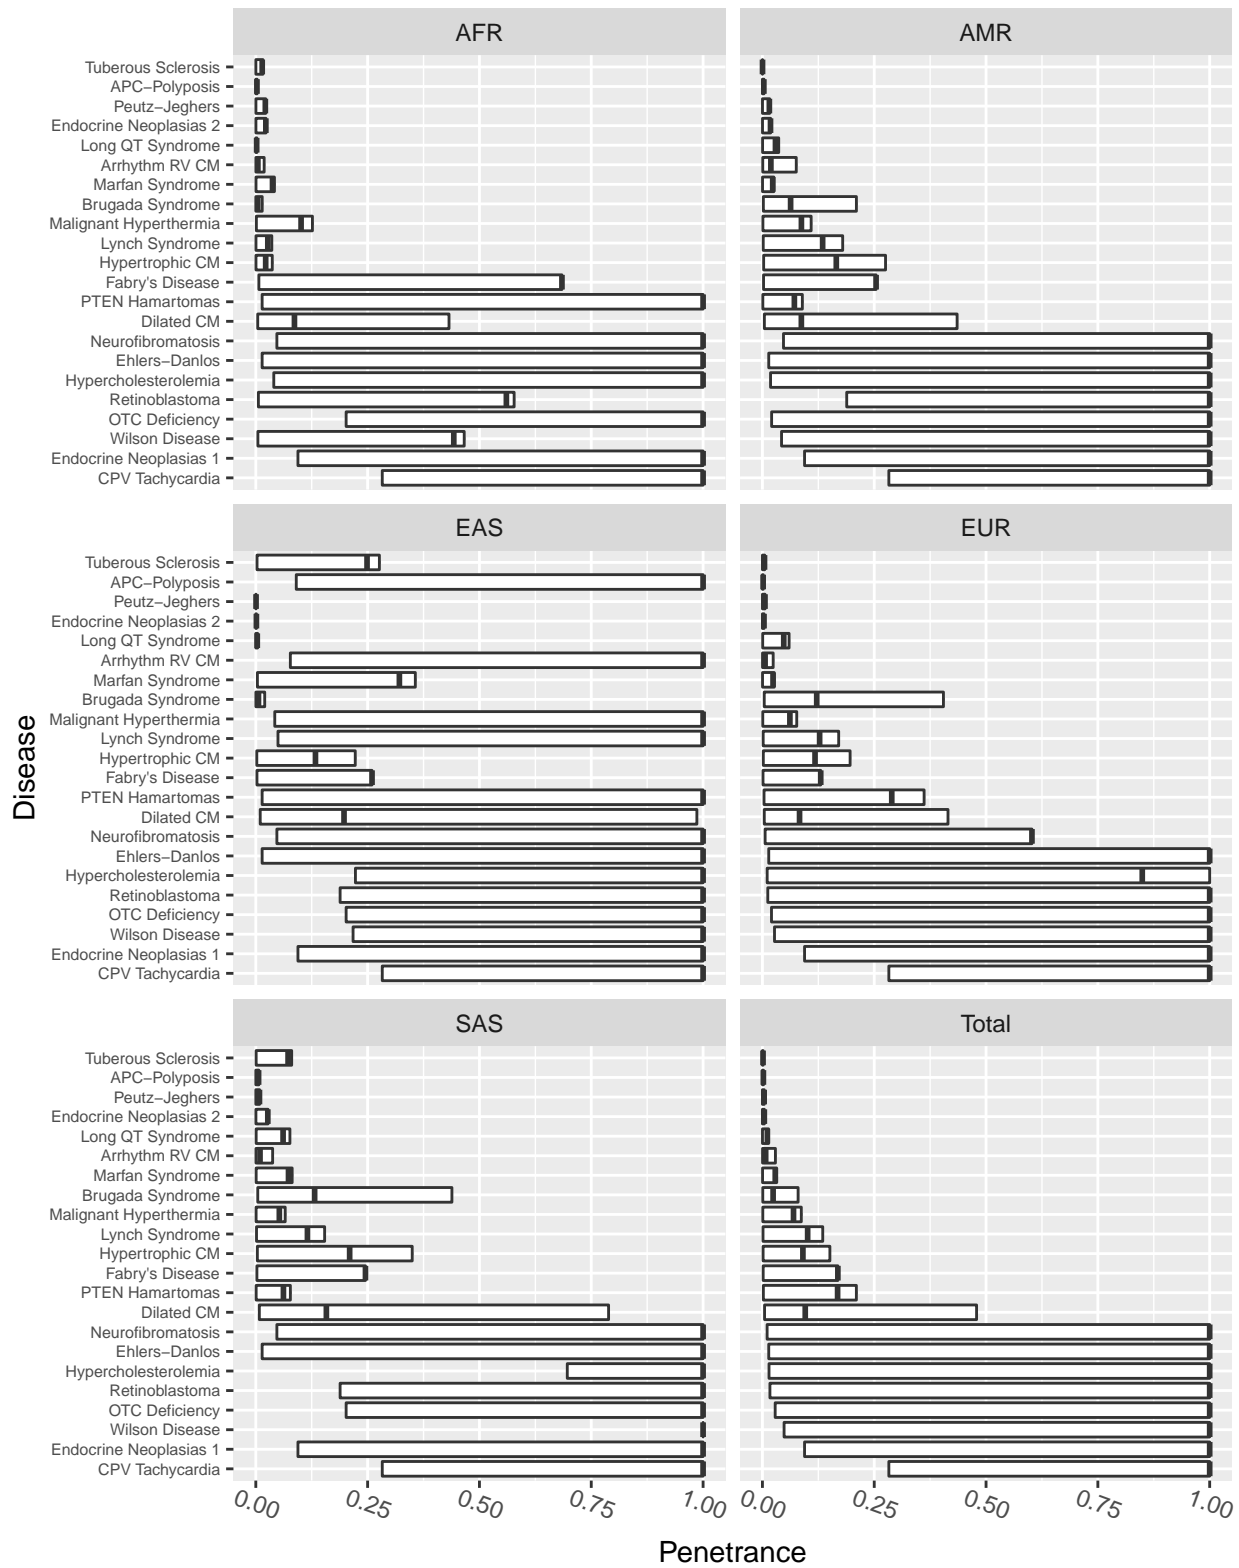 AFR AMR
Tuberous Sclerosis
APC−Polyposis
Peutz−Jeghers
Endocrine Neoplasias 2
Long QT Syndrome
Arrhythm RV CM
Marfan Syndrome
Brugada Syndrome
Malignant Hyperthermia
Lynch Syndrome
Hypertrophic CM
Fabry's Disease
PTEN Hamartomas
Dilated CM
Neurofibromatosis
Ehlers−Danlos
Hypercholesterolemia
Retinoblastoma
OTC Deficiency
Wilson Disease
Endocrine Neoplasias 1
CPV Tachycardia
EAS EUR
Tuberous Sclerosis
APC−Polyposis
Peutz−Jeghers
Endocrine Neoplasias 2
Long QT Syndrome
Arrhythm RV CM
Marfan Syndrome
Brugada Syndrome
Malignant Hyperthermia
Lynch Syndrome
Hypertrophic CM
Fabry's Disease
PTEN Hamartomas
Dilated CM
Neurofibromatosis
Ehlers−Danlos
Hypercholesterolemia
Retinoblastoma
OTC Deficiency
Wilson Disease
Endocrine Neoplasias 1
CPV Tachycardia
Disease
SAS Total
Tuberous Sclerosis
APC−Polyposis
Peutz−Jeghers
Endocrine Neoplasias 2
Long QT Syndrome
Arrhythm RV CM
Marfan Syndrome
Brugada Syndrome
Malignant Hyperthermia
Lynch Syndrome
Hypertrophic CM
Fabry's Disease
PTEN Hamartomas
Dilated CM
Neurofibromatosis
Ehlers−Danlos
Hypercholesterolemia
Retinoblastoma
OTC Deficiency
Wilson Disease
Endocrine Neoplasias 1
CPV Tachycardia
0.00 0.25 0.50 0.75 1.00 0.00 0.25 0.50 0.75 1.00
Penetrance